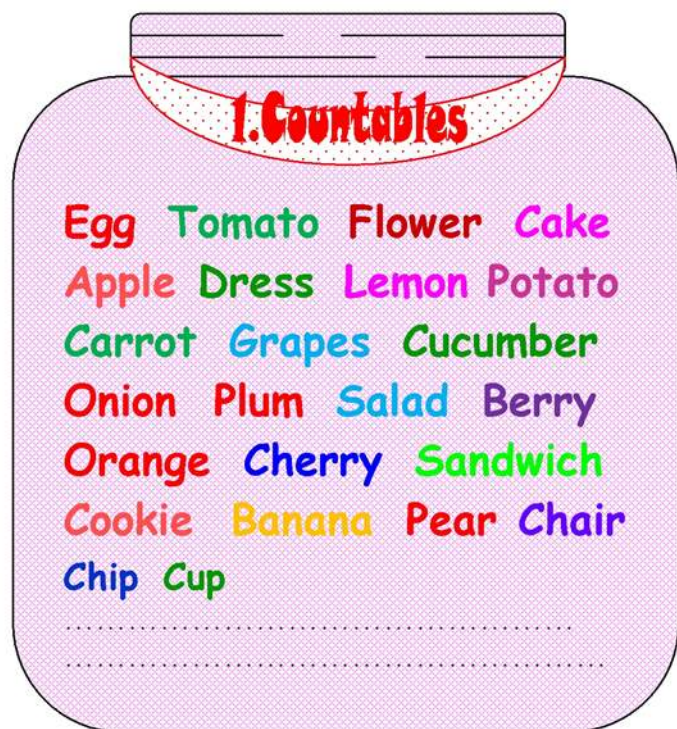 1.Countables
Egg Tomato Flower Cake
Apple Dress Lemon Potato
Carrot Grapes Cucumber
Onion Plum Salad Berry
Orange Cherry Sandwich
Cookie Banana Pear Chair
Chip Cup
......................................................
.........................................................